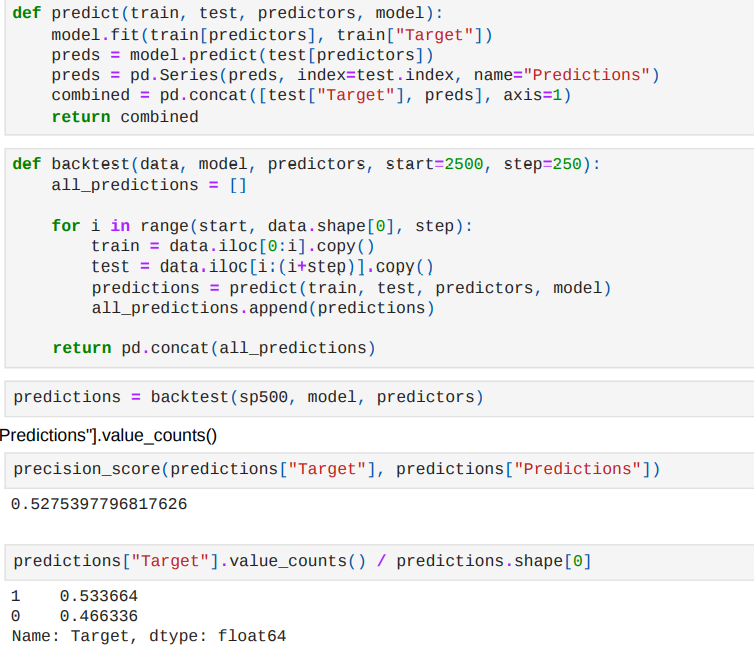 def predict(train, test, predictors, model):
    model.fit(train[predictors], train["Target"])
    preds = model.predict(test[predictors])
    preds = pd.Series(preds, index=test.index, name="Predictions")
    combined = pd.concat([test["Target"], preds], axis=1)
    return combined
def backtest(data, model, predictors, start=2500, step=250):
    all_predictions = []
    for i in range(start, data.shape[0], step):
        train = data.iloc[0:i].copy()
        test = data.iloc[i:(i+step)].copy()
        predictions = predict(train, test, predictors, model)
        all_predictions.append(predictions)
    return pd.concat(all_predictions)
predictions = backtest(sp500, model, predictors)
Predictions"].value_counts()
precision_score(predictions["Target"], predictions["Predictions"])
0.5275397796817626
predictions["Target"].value_counts() / predictions.shape[0]
1    0.533664
0    0.466336
Name: Target, dtype: float64